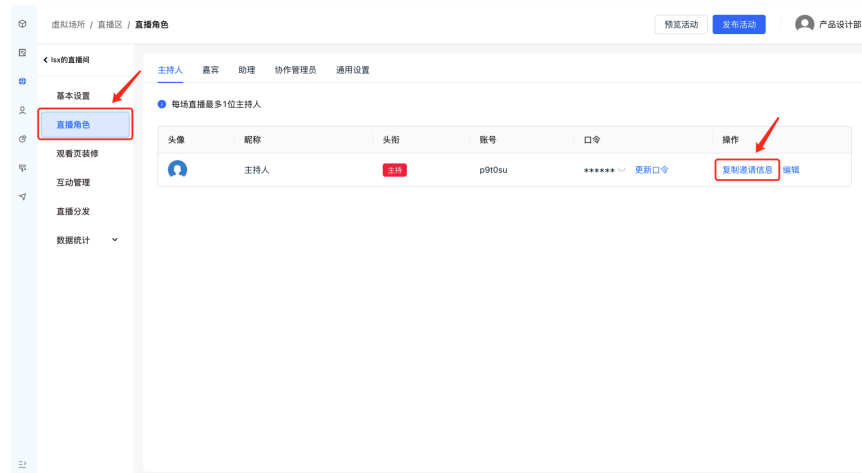 虚拟场所 / 直播区 / 直播角色
预览活动
发布活动
产品设计部
lsx的直播间
基本设置
直播角色
观看页装修
互动管理
直播分发
数据统计
主持人 嘉宾 助理 协作管理员 通用设置
每场直播最多1位主持人
头像 昵称 头衔 账号 口令 操作
主持人 主持 p9t0su ****** 更新口令 复制邀请信息 编辑